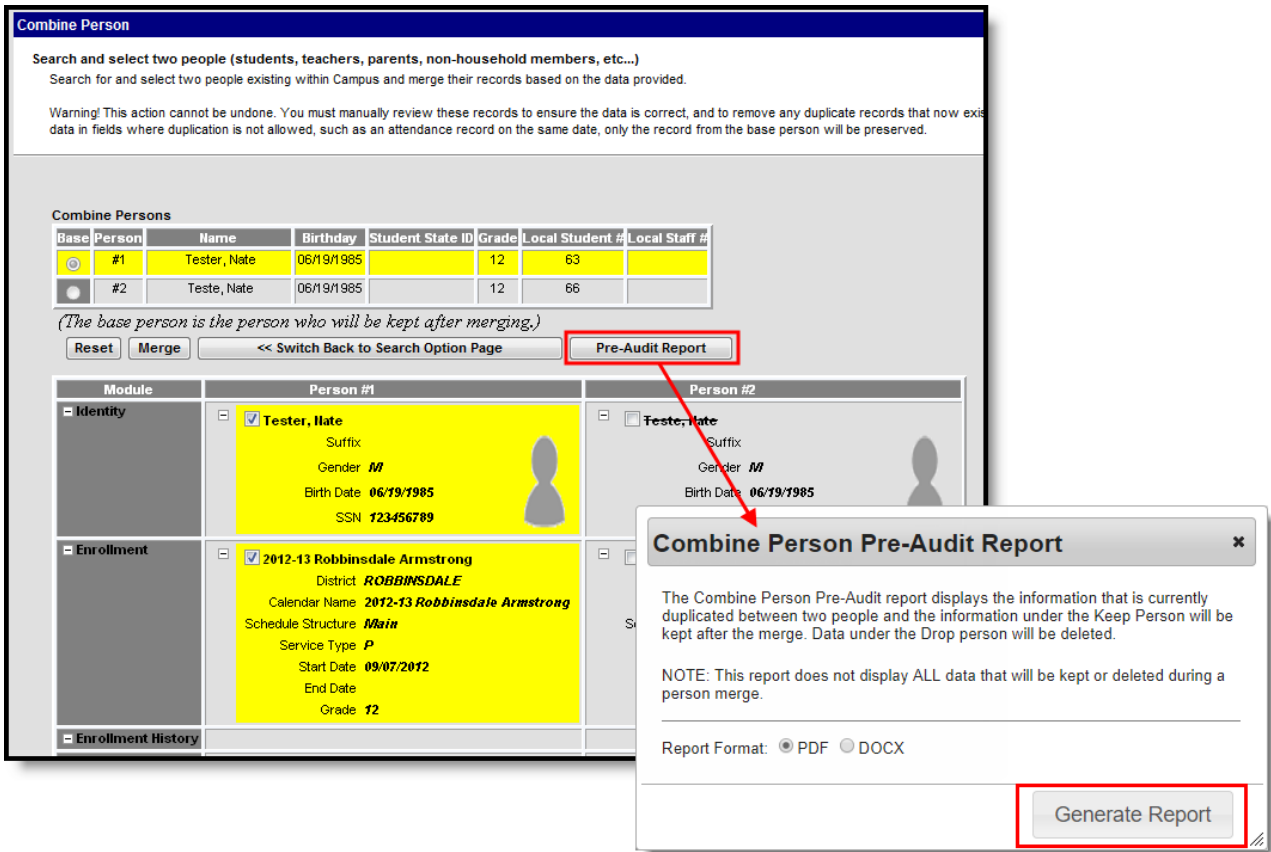 Combine Person
Search and select two people (students, teachers, parents, non-household members, etc...)
Search for and select two people existing within Campus and merge their records based on the data provided.
Warning! This action cannot be undone. You must manually review these records to ensure the data is correct, and to remove any duplicate records that now exis
data in fields where duplication is not allowed, such as an attendance record on the same date, only the record from the base person will be preserved.
Combine Persons
Base Person Name Birthday Student State ID Grade Local Student # Local Staff #
#1 Tester, Nate 06/19/1985 12 63
#2 Teste, Nate 06/19/1985 12 66
(The base person is the person who will be kept after merging.)
Reset Merge << Switch Back to Search Option Page Pre-Audit Report
Module Person #1 Person #2
Identity Tester, Nate Teste, Nate
Suffix Suffix
Gender M Gender M
Birth Date 06/19/1985 Birth Date 06/19/1985
SSN 123456789
Enrollment 2012-13 Robbinsdale Armstrong
District ROBBINSDALE
Calendar Name 2012-13 Robbinsdale Armstrong
Schedule Structure Main
Service Type P
Start Date 09/07/2012
End Date
Grade 12
Enrollment History
Combine Person Pre-Audit Report
The Combine Person Pre-Audit report displays the information that is currently
duplicated between two people and the information under the Keep Person will be
kept after the merge. Data under the Drop person will be deleted.
NOTE: This report does not display ALL data that will be kept or deleted during a
person merge.
Report Format: PDF DOCX
Generate Report